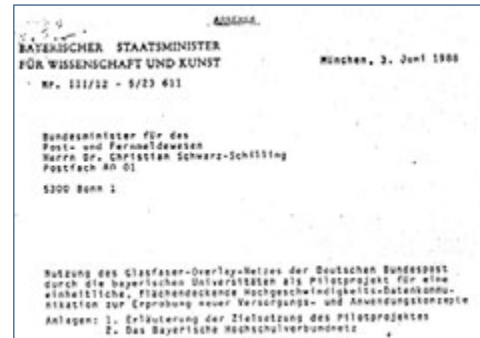 BAYERISCHER STAATSMINISTER
FÜR WISSENSCHAFT UND KUNST
München, 3. Juni 1988
Nr. III/12 - 5/23 611
Bundesminister für das
Post- und Fernmeldewesen
Herrn Dr. Christian Schwarz-Schilling
Postfach 80 01
5300 Bonn 1
Nutzung des Glasfaser-Overlay-Netzes der Deutschen Bundespost
durch die bayerischen Universitäten als Pilotprojekt für eine
einheitliche, flächendeckende Hochgeschwindigkeits-Datenkommu-
nikation zur Erprobung neuer Versorgungs- und Anwendungskonzepte
Anlagen: 1. Erläuterung der Zielsetzung des Pilotprojektes
2. Das Bayerische Hochschulverbundnetz